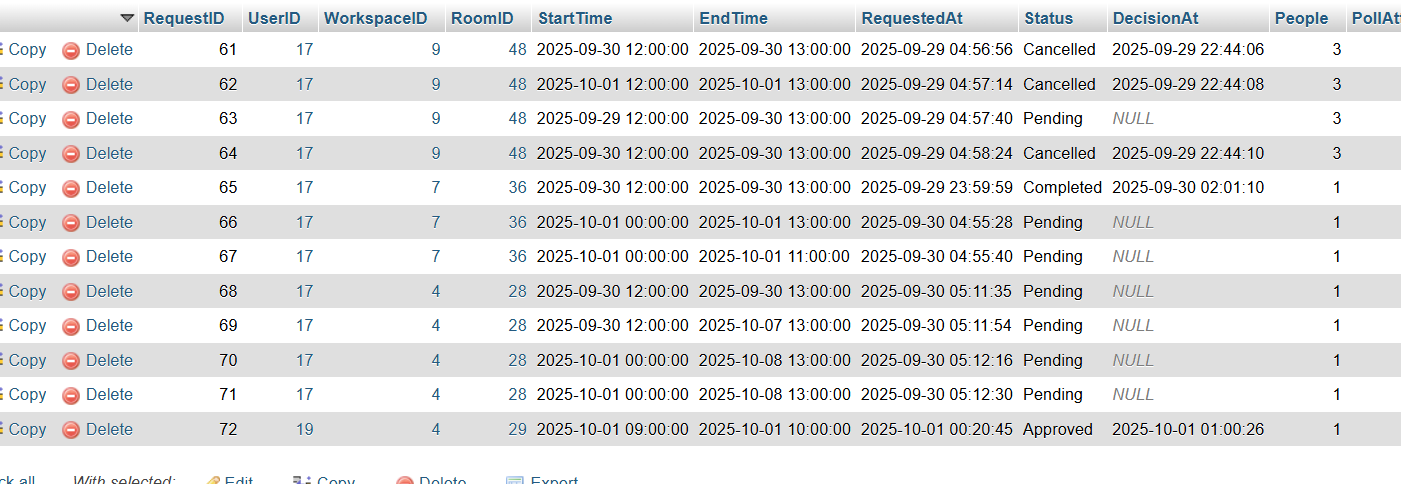 RequestID UserID WorkspaceID RoomID StartTime EndTime RequestedAt Status DecisionAt People PollAt
Copy Delete 61 17 9 48 2025-09-30 12:00:00 2025-09-30 13:00:00 2025-09-29 04:56:56 Cancelled 2025-09-29 22:44:06 3
Copy Delete 62 17 9 48 2025-10-01 12:00:00 2025-10-01 13:00:00 2025-09-29 04:57:14 Cancelled 2025-09-29 22:44:08 3
Copy Delete 63 17 9 48 2025-09-29 12:00:00 2025-09-30 13:00:00 2025-09-29 04:57:40 Pending NULL 3
Copy Delete 64 17 9 48 2025-09-30 12:00:00 2025-09-30 13:00:00 2025-09-29 04:58:24 Cancelled 2025-09-29 22:44:10 3
Copy Delete 65 17 7 36 2025-09-30 12:00:00 2025-09-30 13:00:00 2025-09-29 23:59:59 Completed 2025-09-30 02:01:10 1
Copy Delete 66 17 7 36 2025-10-01 00:00:00 2025-10-01 13:00:00 2025-09-30 04:55:28 Pending NULL 1
Copy Delete 67 17 7 36 2025-10-01 00:00:00 2025-10-01 11:00:00 2025-09-30 04:55:40 Pending NULL 1
Copy Delete 68 17 4 28 2025-09-30 12:00:00 2025-09-30 13:00:00 2025-09-30 05:11:35 Pending NULL 1
Copy Delete 69 17 4 28 2025-09-30 12:00:00 2025-10-07 13:00:00 2025-09-30 05:11:54 Pending NULL 1
Copy Delete 70 17 4 28 2025-10-01 00:00:00 2025-10-08 13:00:00 2025-09-30 05:12:16 Pending NULL 1
Copy Delete 71 17 4 28 2025-10-01 00:00:00 2025-10-08 13:00:00 2025-09-30 05:12:30 Pending NULL 1
Copy Delete 72 19 4 29 2025-10-01 09:00:00 2025-10-01 10:00:00 2025-10-01 00:20:45 Approved 2025-10-01 01:00:26 1
ck all With selected: Edit Copy Delete Export